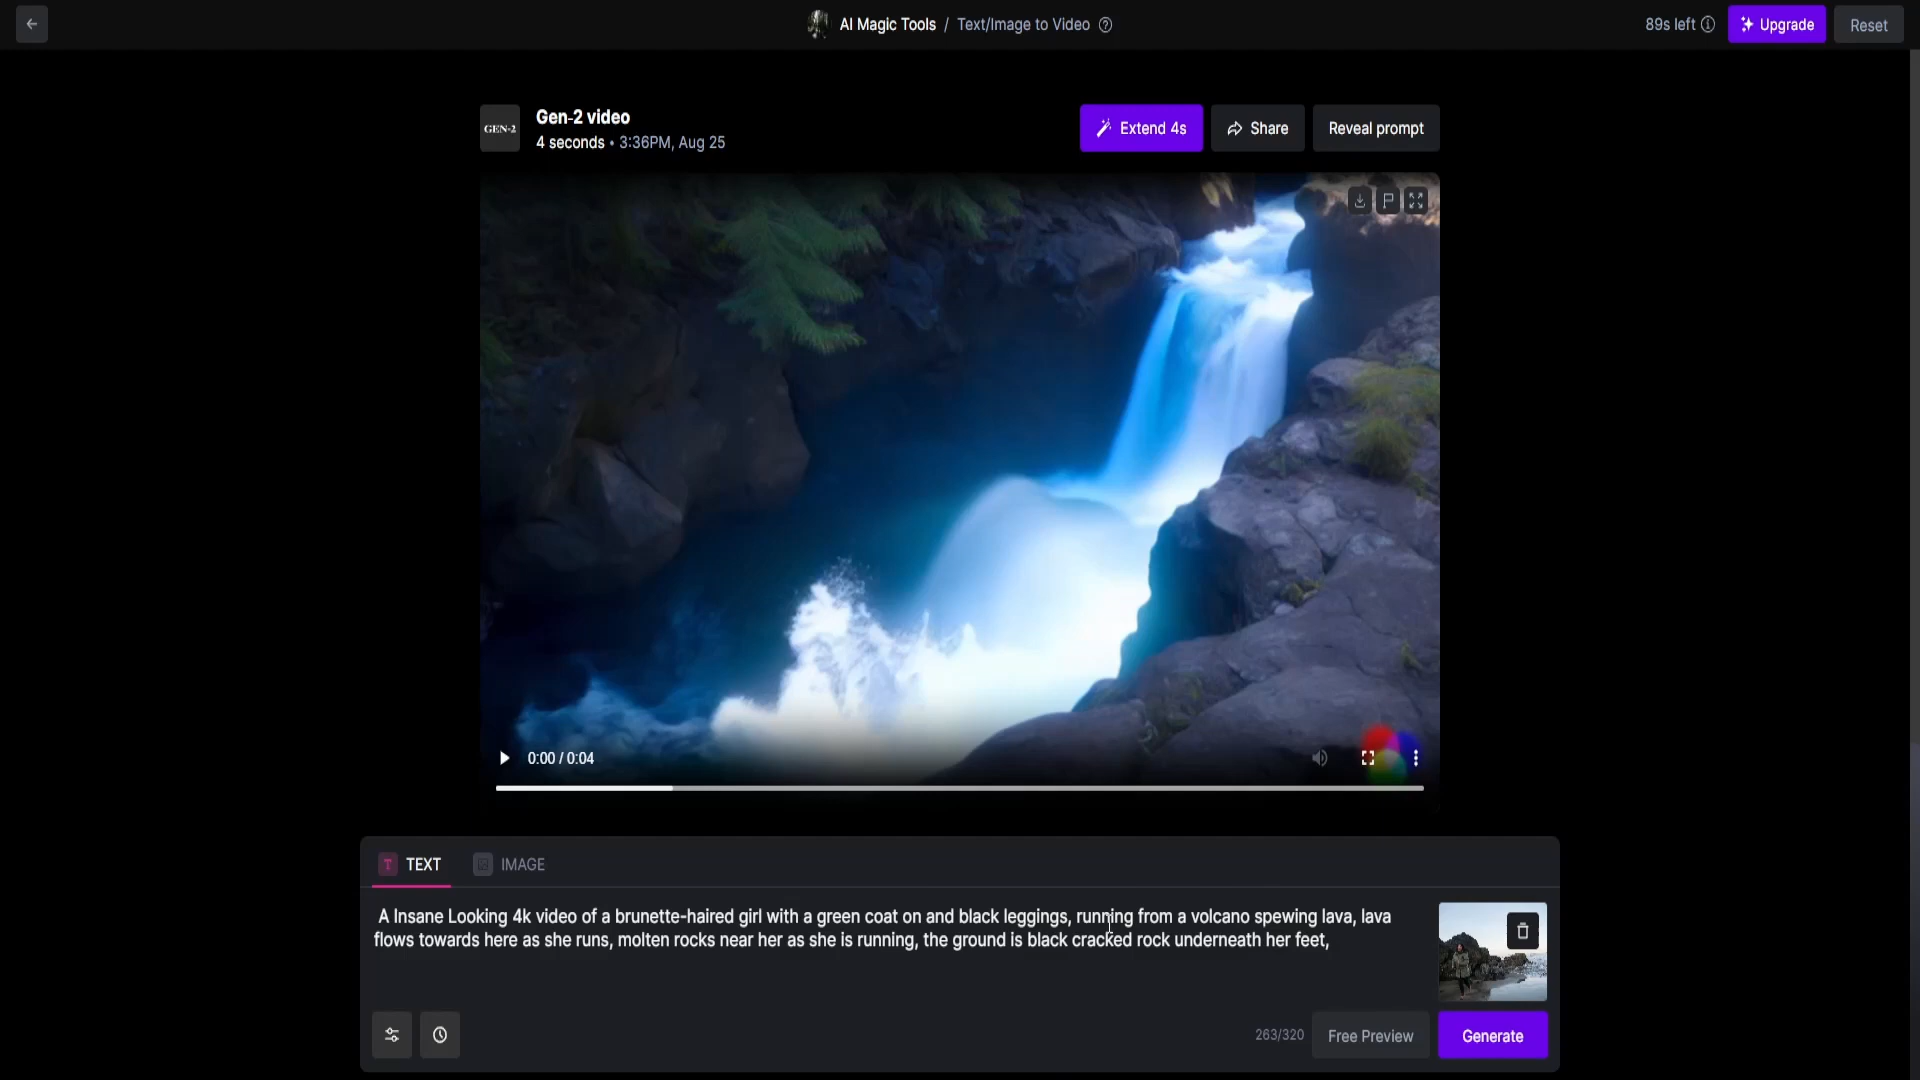 AI Magic Tools / Text/Image to Video
89s left
Upgrade
Reset
GEN-2
Gen-2 video
4 seconds • 3:36PM, Aug 25
Extend 4s
Share
Reveal prompt
0:00 / 0:04
T TEXT
IMAGE
A Insane Looking 4k video of a brunette-haired girl with a green coat on and black leggings, running from a volcano spewing lava, lava
flows towards here as she runs, molten rocks near her as she is running, the ground is black cracked rock underneath her feet,
263/320
Free Preview
Generate